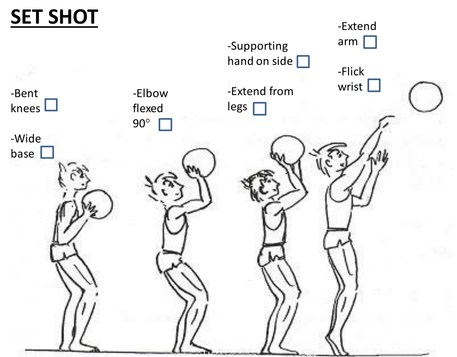 SET SHOT
-Bent
knees
-Wide
base
-Elbow
flexed
90°
-Supporting
hand on side
-Extend from
legs
-Extend
arm
-Flick
wrist